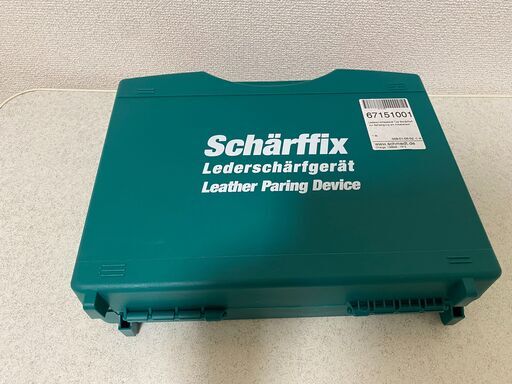 Schärffix
Lederschärfgerät
Leather Paring Device
67151001
www.schmedt.de